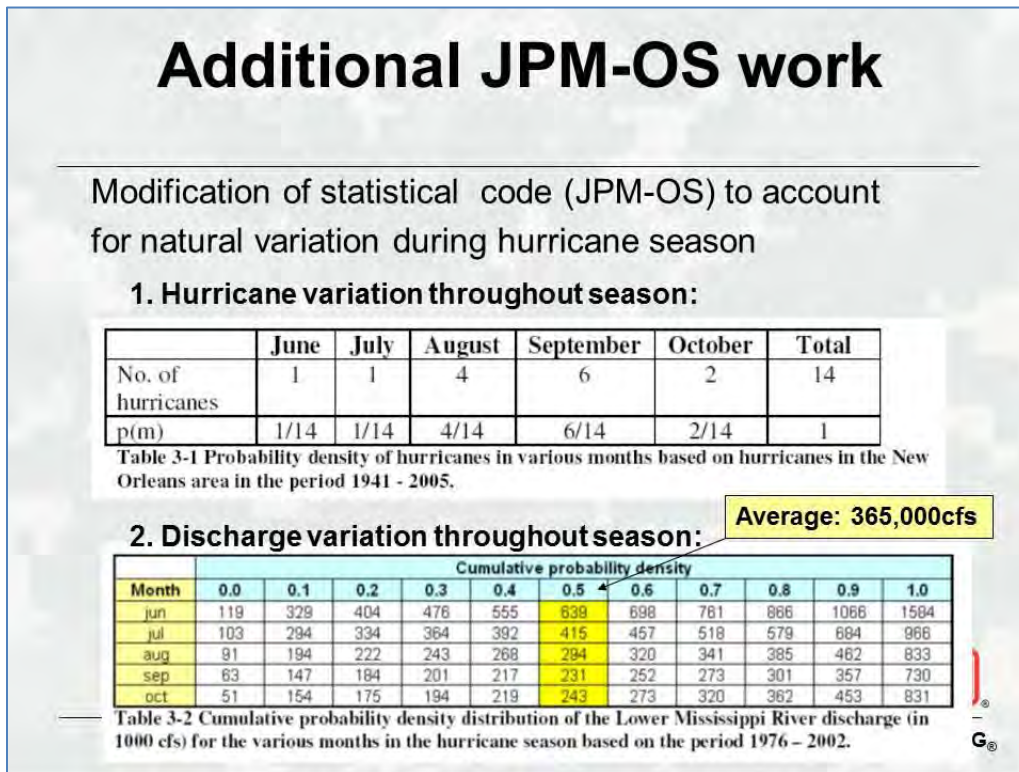 Additional JPM-OS work
Modification of statistical code (JPM-OS) to account
for natural variation during hurricane season
1. Hurricane variation throughout season:
June July August September October Total
No. of hurricanes 1 1 4 6 2 14
p(m) 1/14 1/14 4/14 6/14 2/14 1
Table 3-1 Probability density of hurricanes in various months based on hurricanes in the New
Orleans area in the period 1941 - 2005.
Average: 365,000cfs
2. Discharge variation throughout season:
Cumulative probability density
Month 0.0 0.1 0.2 0.3 0.4 0.5 0.6 0.7 0.8 0.9 1.0
jun 119 329 404 476 555 639 698 761 866 1066 1584
jul 103 294 334 364 392 415 457 518 579 684 966
aug 91 194 222 243 268 294 320 341 385 462 833
sep 63 147 184 201 217 231 252 273 301 357 730
oct 51 154 175 194 219 243 273 320 362 453 831
®
Table 3-2 Cumulative probability density distribution of the Lower Mississippi River discharge (in
1000 cfs) for the various months in the hurricane season based on the period 1976 – 2002.
G®